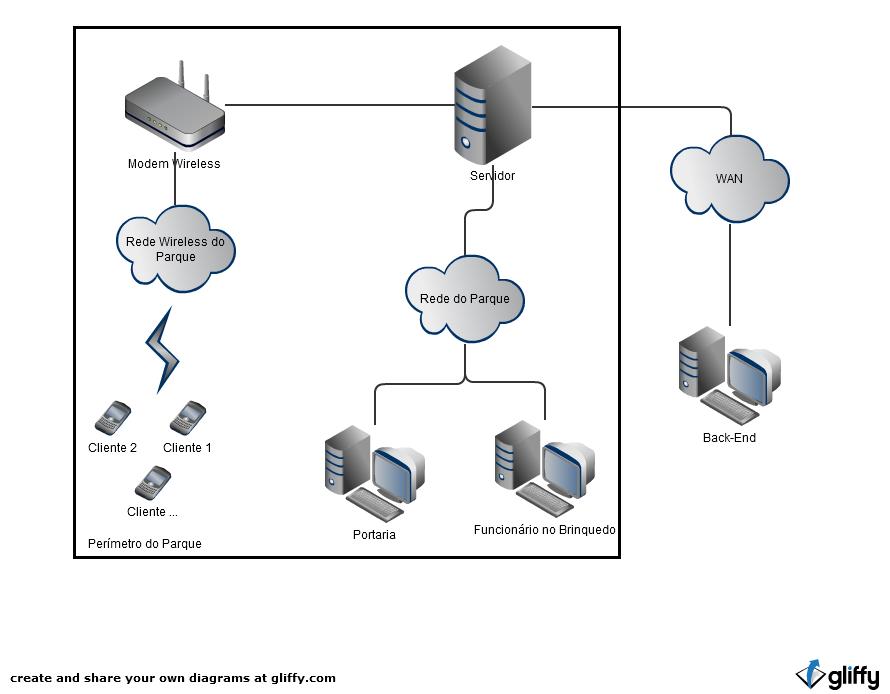 Modem Wireless
Servidor
WAN
Rede Wireless do
Parque
Rede do Parque
Cliente 2
Cliente 1
Cliente ...
Back-End
Portaria
Funcionário no Brinquedo
Perímetro do Parque
create and share your own diagrams at gliffy.com
gliffy